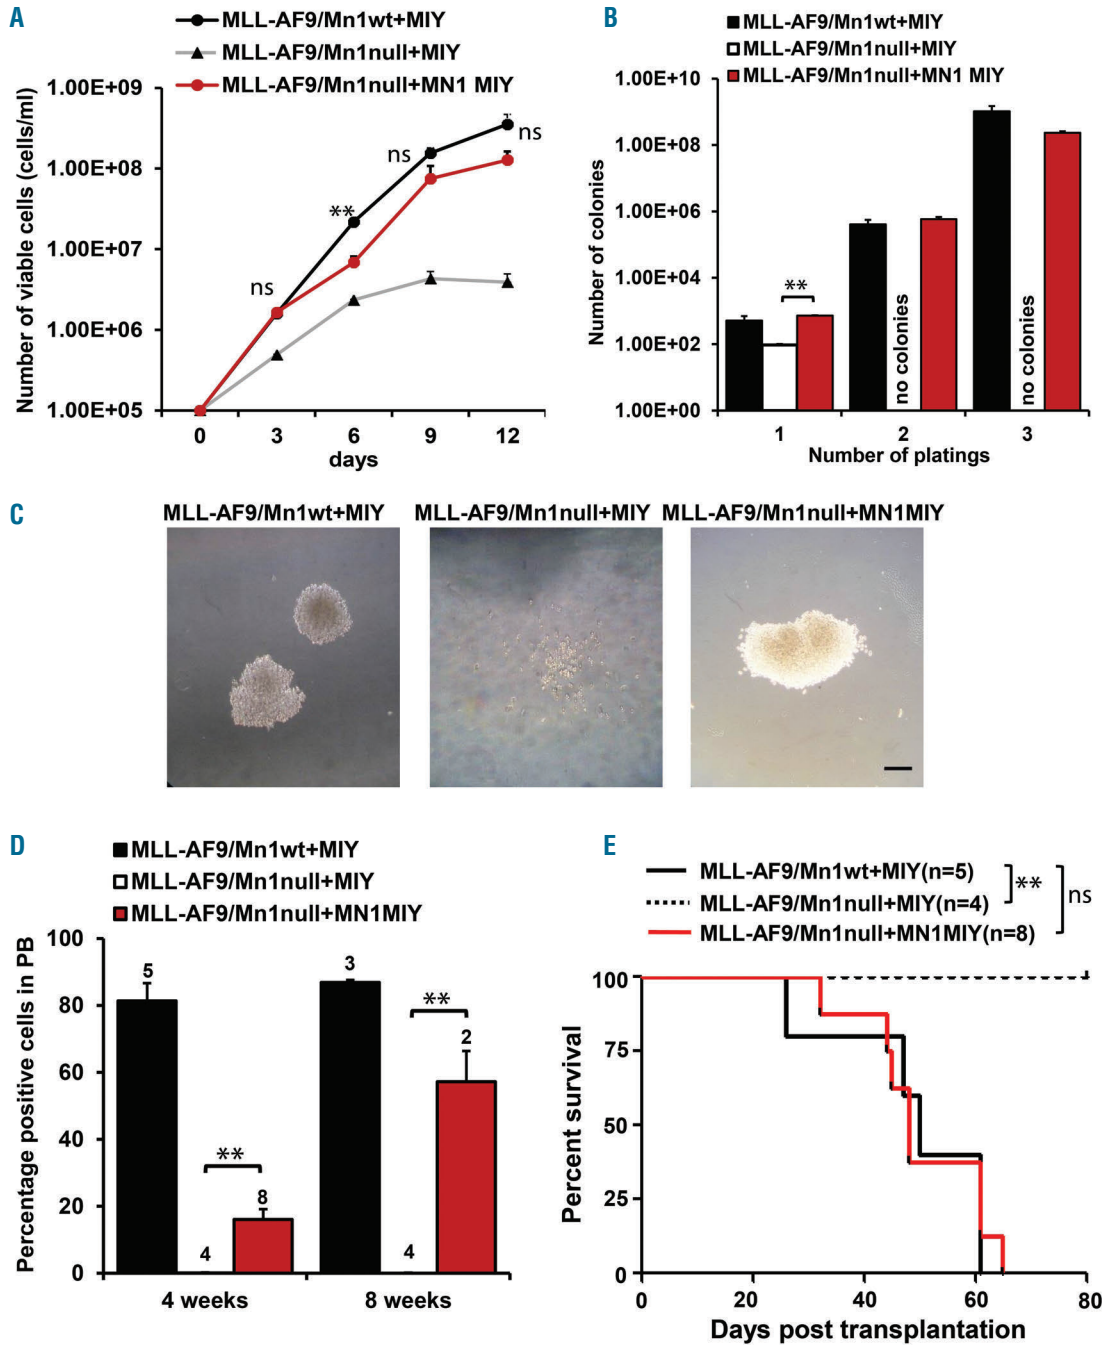 A
MLL-AF9/Mn1wt+MIY
MLL-AF9/Mn1null+MIY
MLL-AF9/Mn1null+MN1 MIY
Number of viable cells (cells/ml)
1.00E+09
1.00E+08
1.00E+07
1.00E+06
1.00E+05
ns
**
ns
ns
0 3 6 9 12
days
B
MLL-AF9/Mn1wt+MIY
MLL-AF9/Mn1null+MIY
MLL-AF9/Mn1null+MN1 MIY
Number of colonies
1.00E+10
1.00E+08
1.00E+06
1.00E+04
1.00E+02
1.00E+00
**
no colonies
no colonies
1 2 3
Number of platings
C
MLL-AF9/Mn1wt+MIY MLL-AF9/Mn1null+MIY MLL-AF9/Mn1null+MN1MIY
D
MLL-AF9/Mn1wt+MIY
MLL-AF9/Mn1null+MIY
MLL-AF9/Mn1null+MN1MIY
Percentage positive cells in PB
100
80
60
40
20
0
5
4
**
8
3
4
**
2
4 weeks 8 weeks
E
MLL-AF9/Mn1wt+MIY(n=5)
MLL-AF9/Mn1null+MIY(n=4)
MLL-AF9/Mn1null+MN1MIY(n=8)
**
ns
Percent survival
100
75
50
25
0
0 20 40 60 80
Days post transplantation